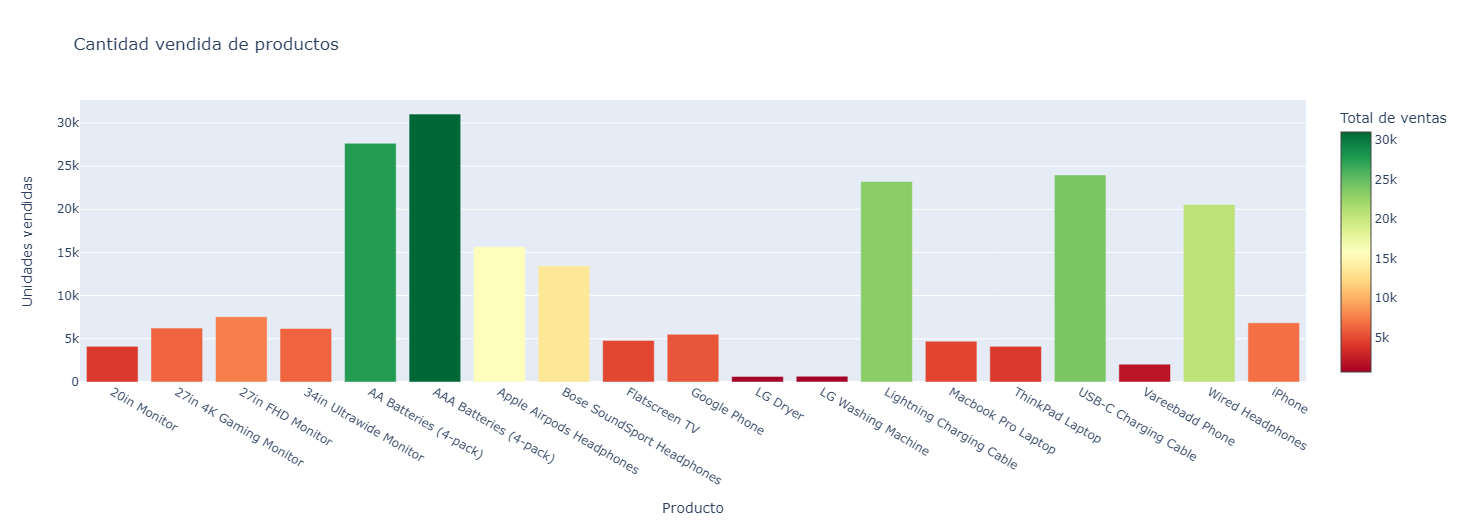 Cantidad vendida de productos
Total de ventas
Unidades vendidas
30k
25k
20k
15k
10k
5k
0
30k
25k
20k
15k
10k
5k
20in Monitor
27in 4K Gaming Monitor
27in FHD Monitor
34in Ultrawide Monitor
AA Batteries (4-pack)
AAA Batteries (4-pack)
Apple Airpods Headphones
Bose SoundSport Headphones
Flatscreen TV
Google Phone
LG Dryer
LG Washing Machine
Lightning Charging Cable
Macbook Pro Laptop
ThinkPad Laptop
USB-C Charging Cable
Vareebadd Phone
Wired Headphones
iPhone
Producto